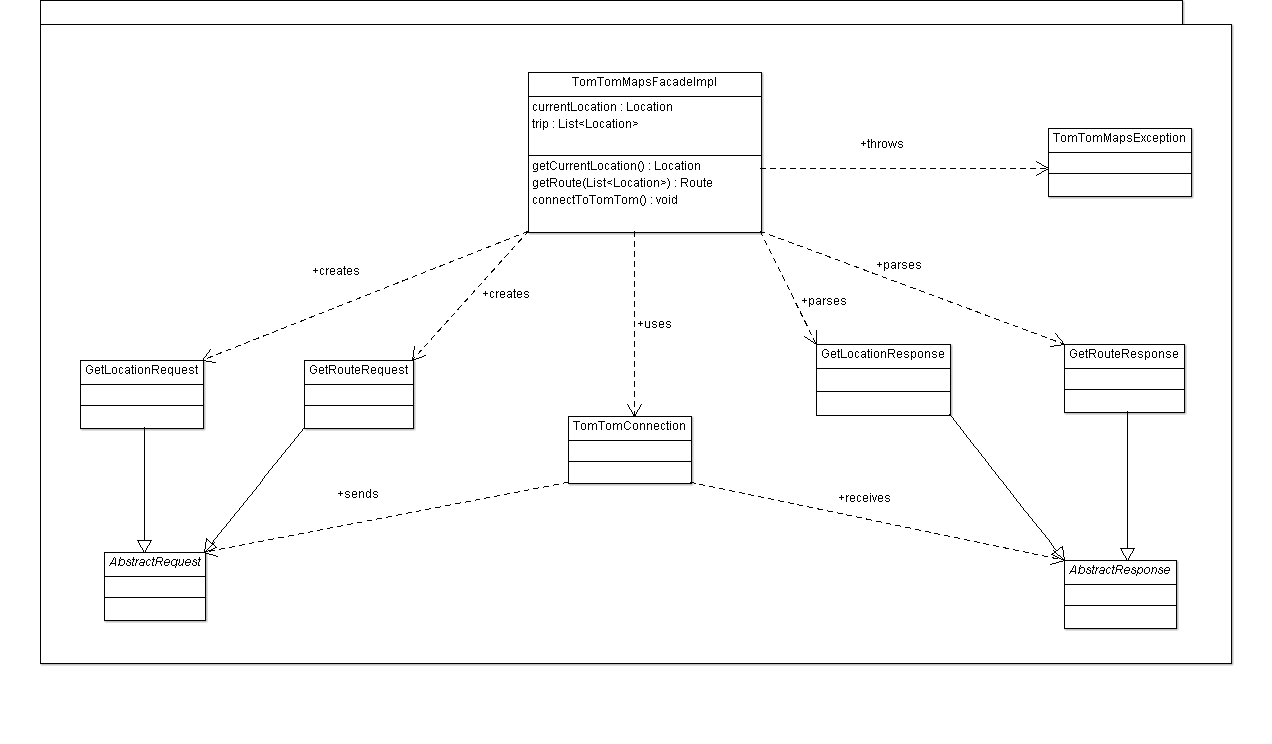 TomTomMapsFacadeImpl
currentLocation : Location
trip : List<Location>
getCurrentLocation() : Location
getRoute(List<Location>) : Route
connectToTomTom() : void
+throws
TomTomMapsException
+creates
+creates
+uses
+parses
+parses
GetLocationRequest
GetRouteRequest
TomTomConnection
GetLocationResponse
GetRouteResponse
+sends
+receives
AbstractRequest
AbstractResponse